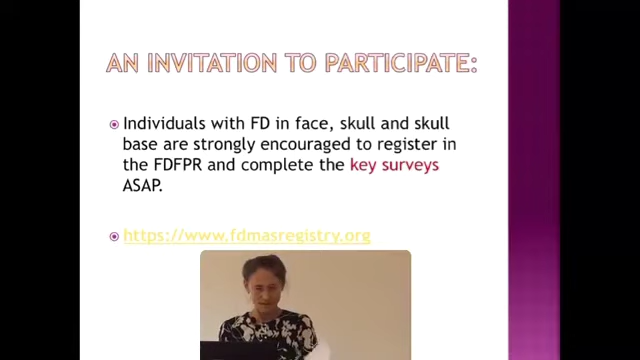 AN INVITATION TO PARTICIPATE:
Individuals with FD in face, skull and skull
base are strongly encouraged to register in
the FDFPR and complete the key surveys
ASAP.
https://www.fdmasregistry.org